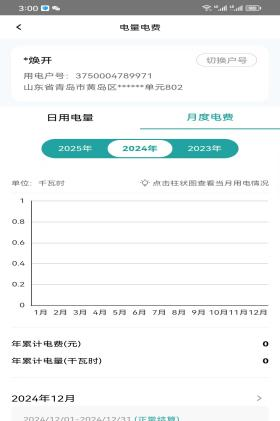 3:00
电量电费
*焕开
切换户号
用电户号：3750004789971
山东省青岛市黄岛区******单元802
日用电量
月度电费
2025年 2024年 2023年
单位：千瓦时
点击柱状图查看当月用电情况
1
0.8
0.6
0.4
0.2
0
1月 2月 3月 4月 5月 6月 7月 8月 9月 10月 11月 12月
年累计电费(元) 0
年累计电量(千瓦时) 0
2024年12月
2024/12/01-2024/12/31 (正常结算)